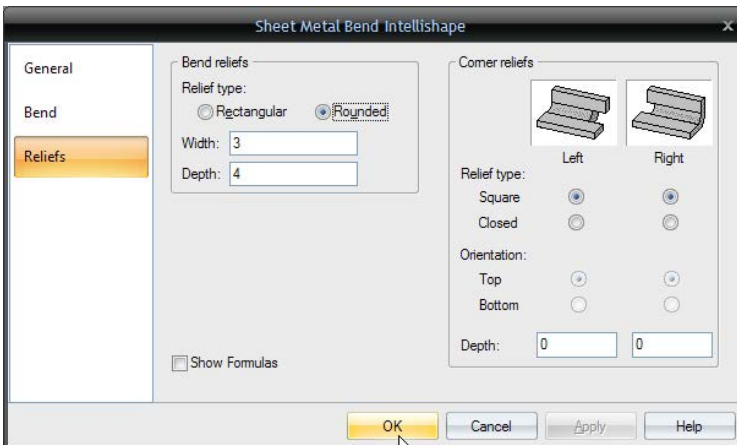 Sheet Metal Bend Intellishape
General
Bend
Reliefs
Bend reliefs
Relief type:
Rectangular Rounded
Width: 3
Depth: 4
Show Formulas
Corner reliefs
Left Right
Relief type:
Square
Closed
Orientation:
Top
Bottom
Depth: 0 0
OK Cancel Apply Help